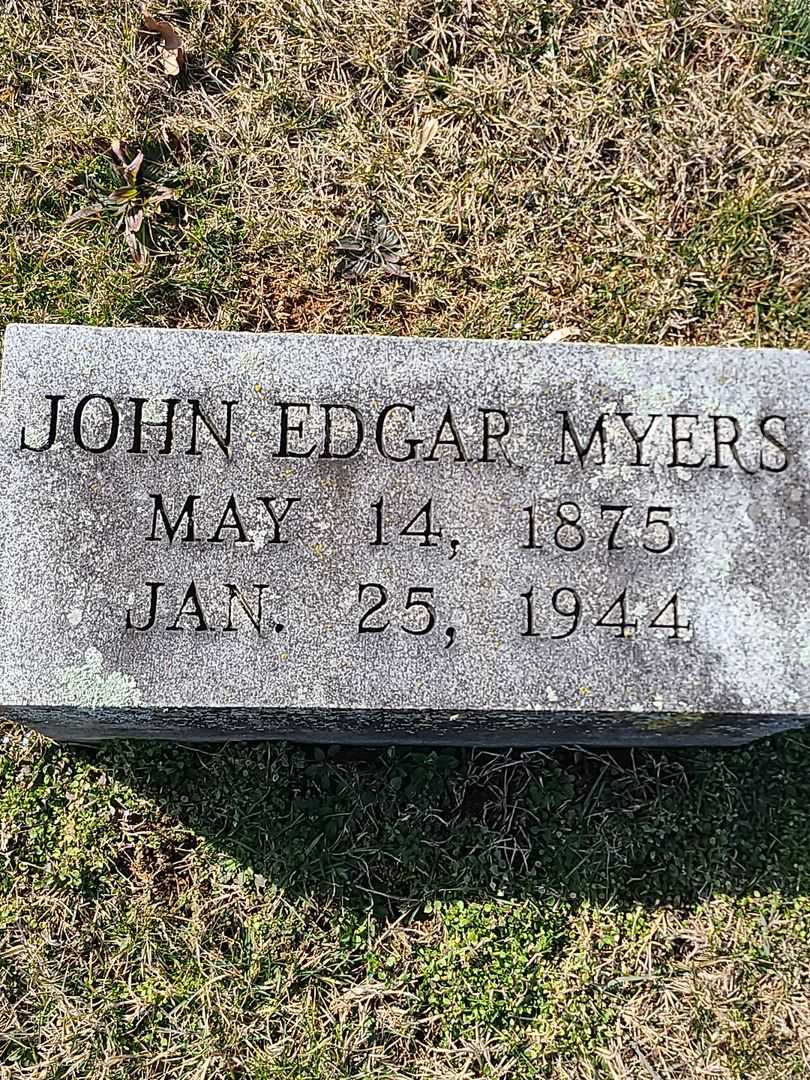 JOHN EDGAR MYERS
MAY 14, 1875
JAN. 25, 1944